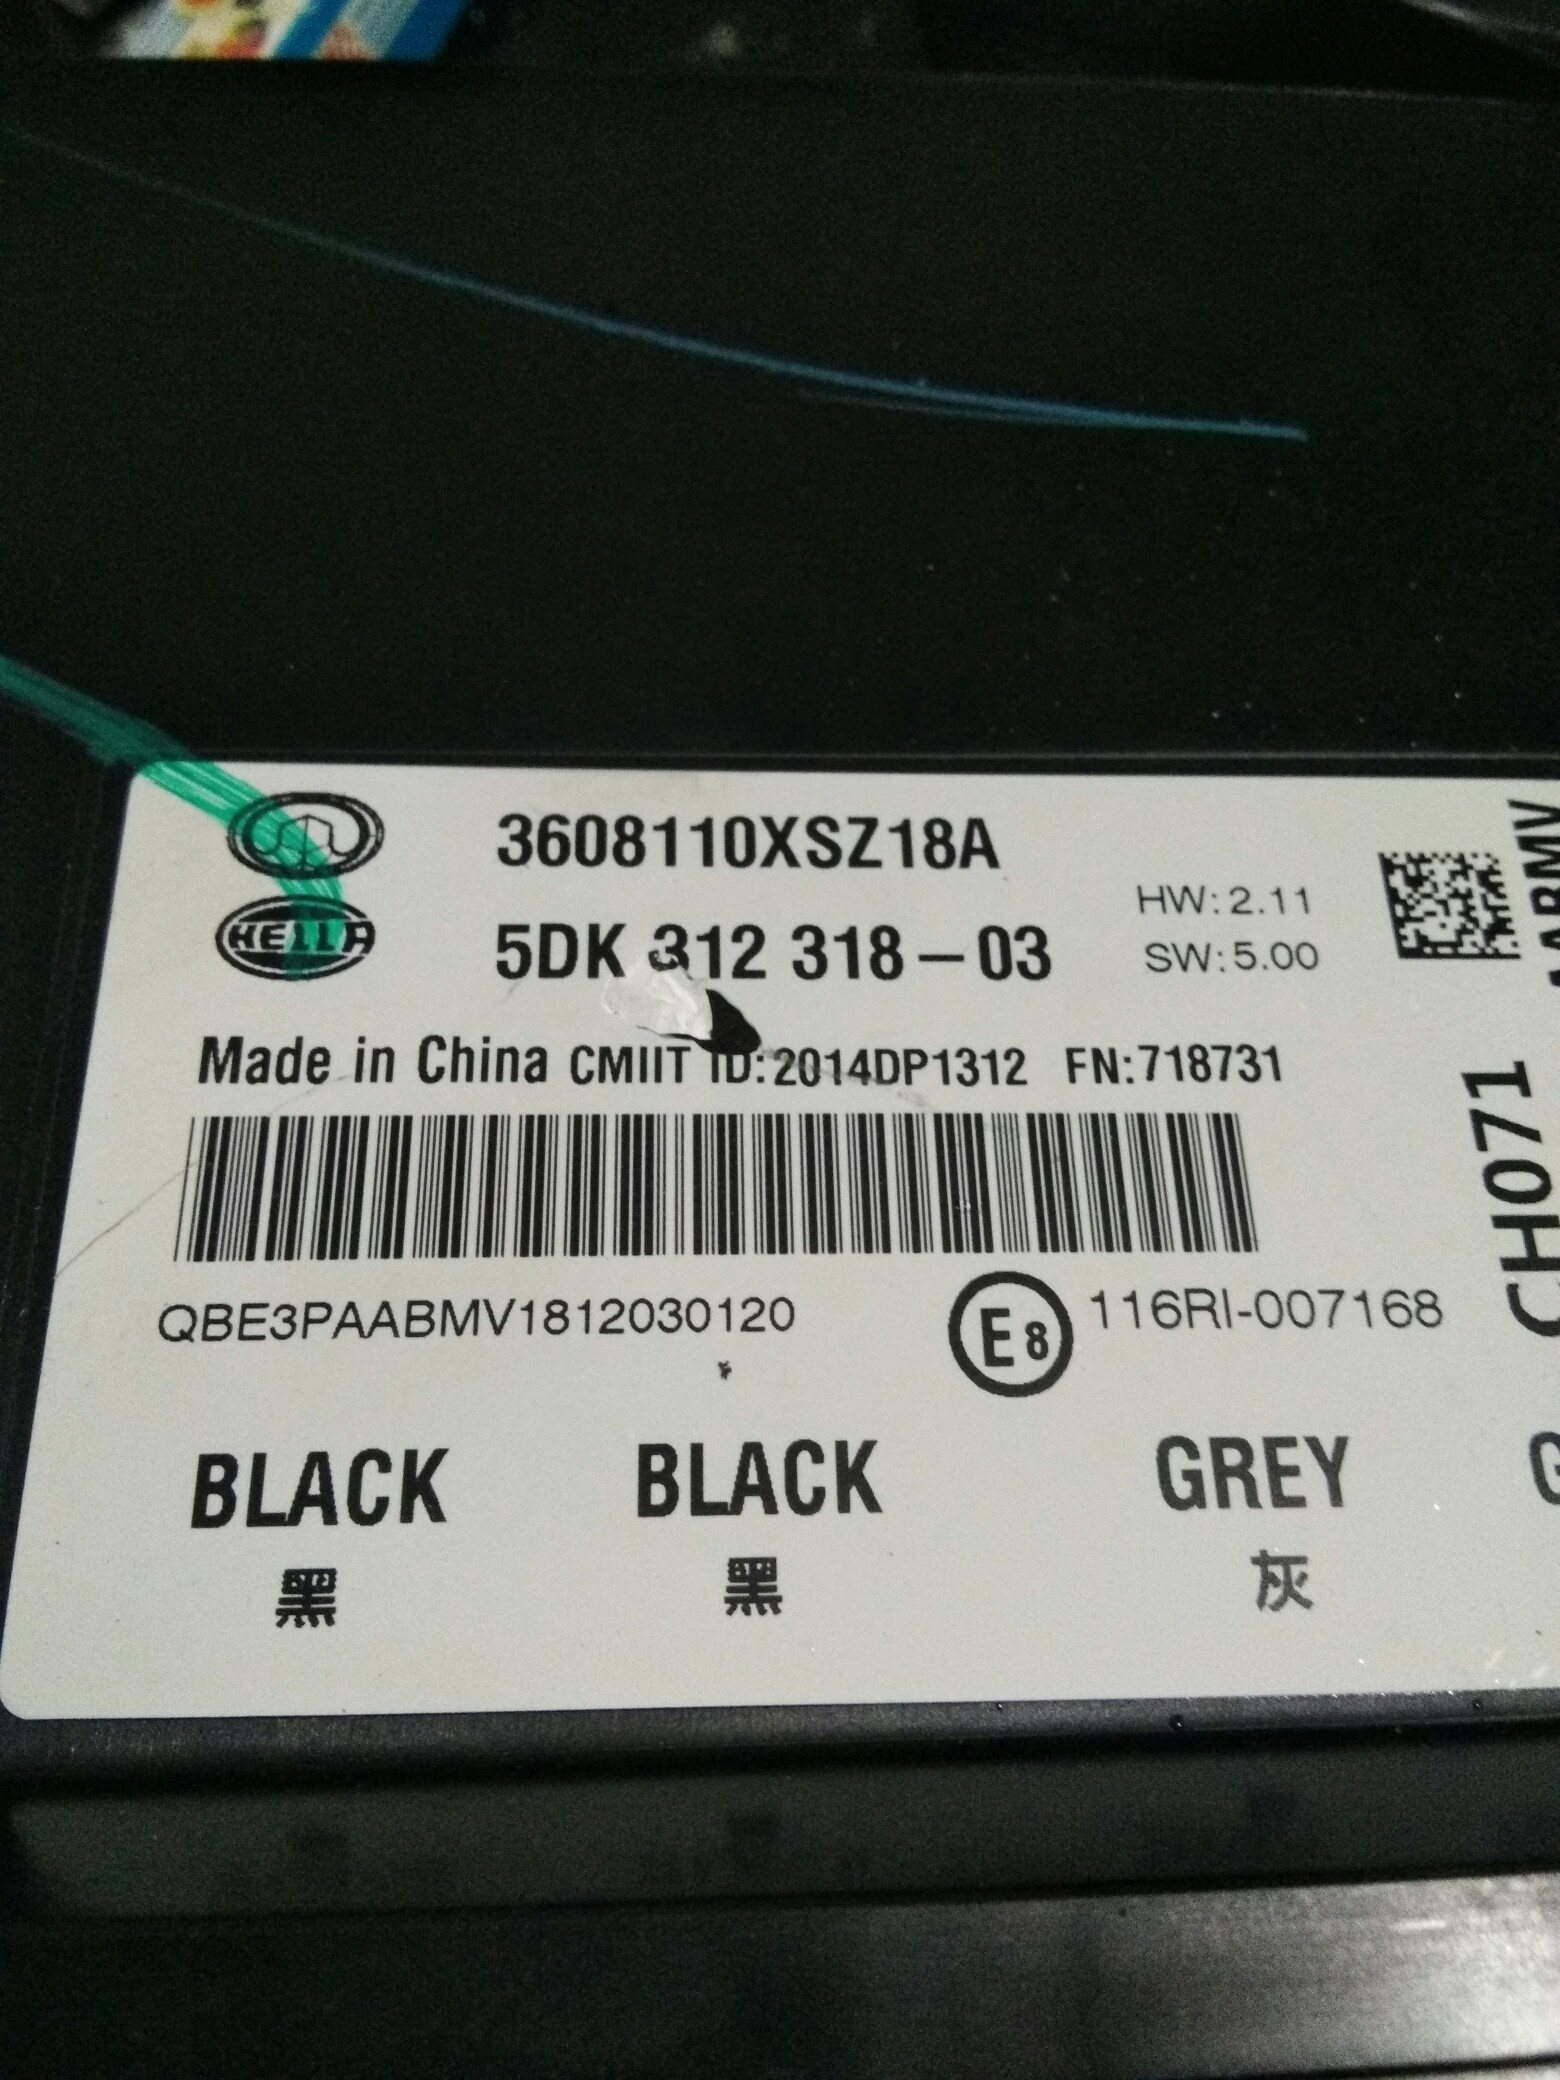 3608110XSZ18A
HELLA
5DK 312 318-03
HW:2.11
SW:5.00
Made in China CMIIT ID:2014DP1312 FN:718731
QBE3PAABMV1812030120
E8 116RI-007168
BLACK
BLACK
GREY
黑
黑
灰
CH071